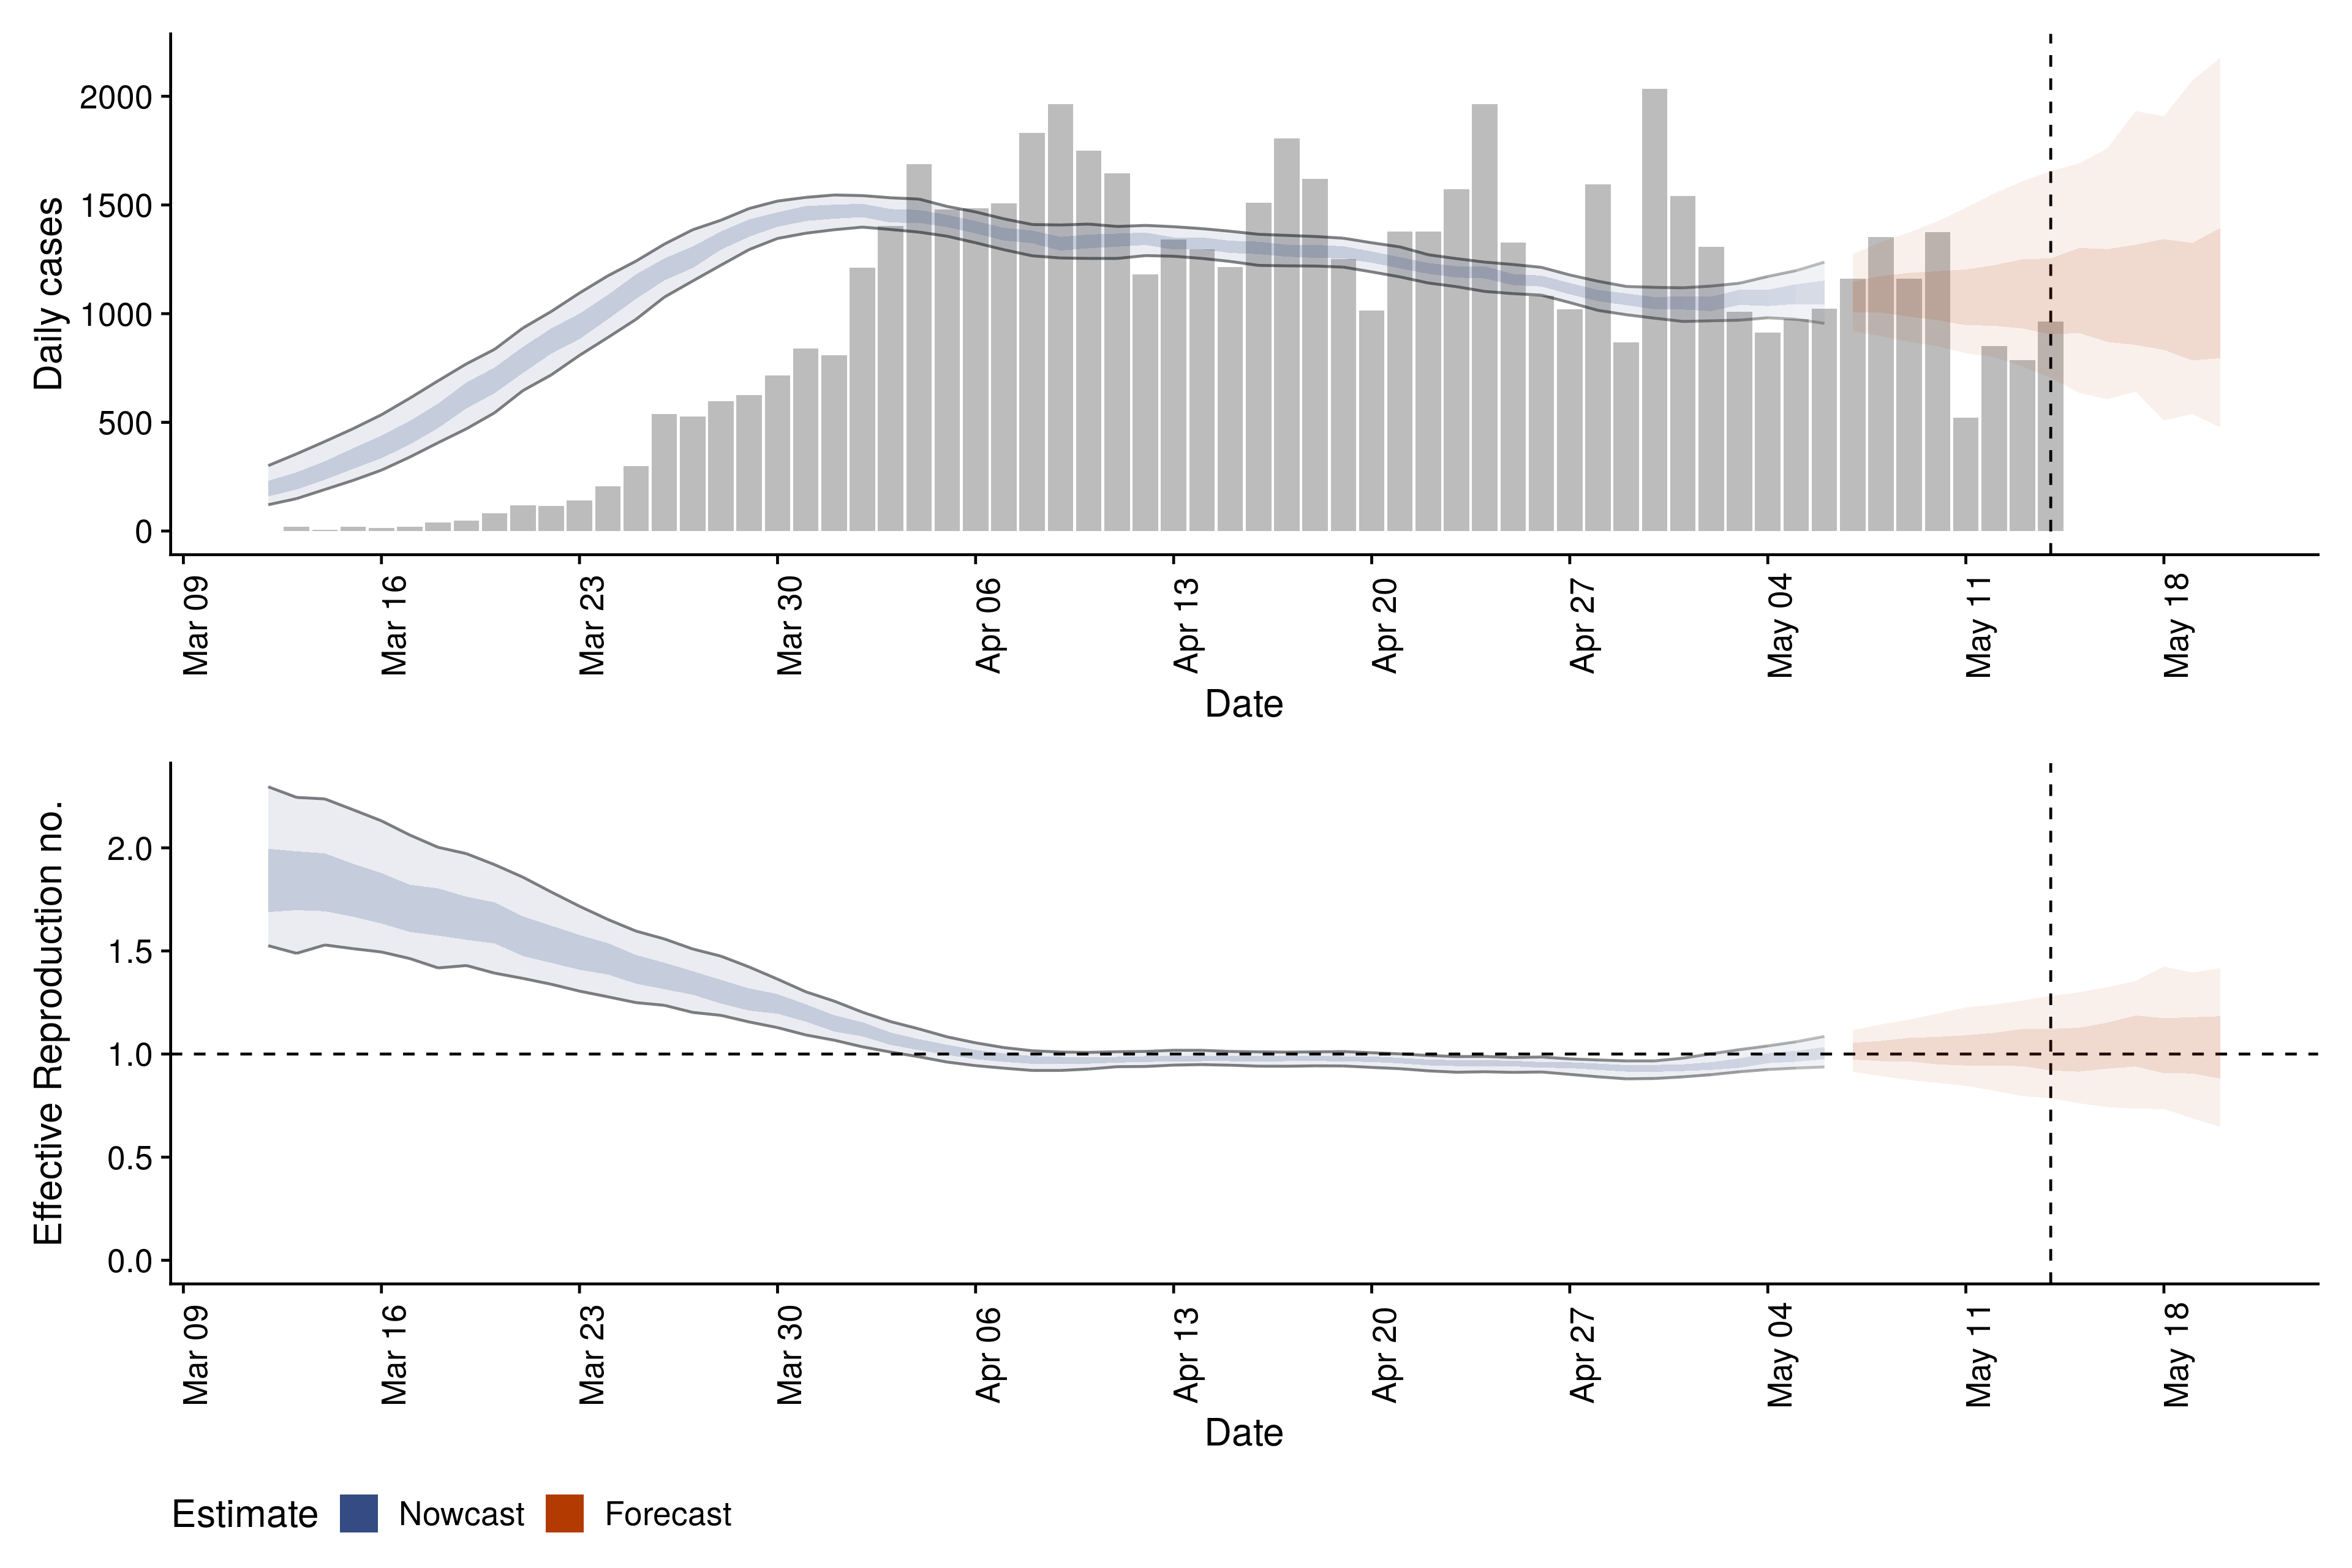 Daily cases
2000
1500
1000
500
0
Mar 09
Mar 16
Mar 23
Mar 30
Apr 06
Apr 13
Apr 20
Apr 27
May 04
May 11
May 18
Date
Effective Reproduction no.
2.0
1.5
1.0
0.5
0.0
Mar 09
Mar 16
Mar 23
Mar 30
Apr 06
Apr 13
Apr 20
Apr 27
May 04
May 11
May 18
Date
Estimate Nowcast Forecast